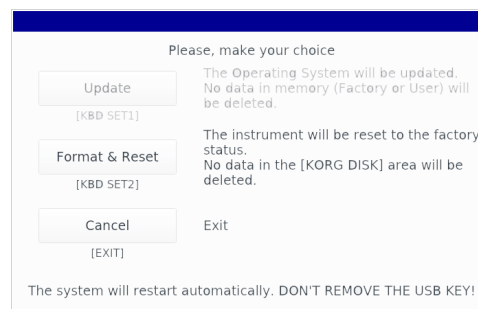 Please, make your choice
Update
[KBD SET1]
The Operating System will be updated.
No data in memory (Factory or User) will
be deleted.
Format & Reset
[KBD SET2]
The instrument will be reset to the factory
status.
No data in the [KORG DISK] area will be
deleted.
Cancel
[EXIT]
Exit
The system will restart automatically. DON'T REMOVE THE USB KEY!